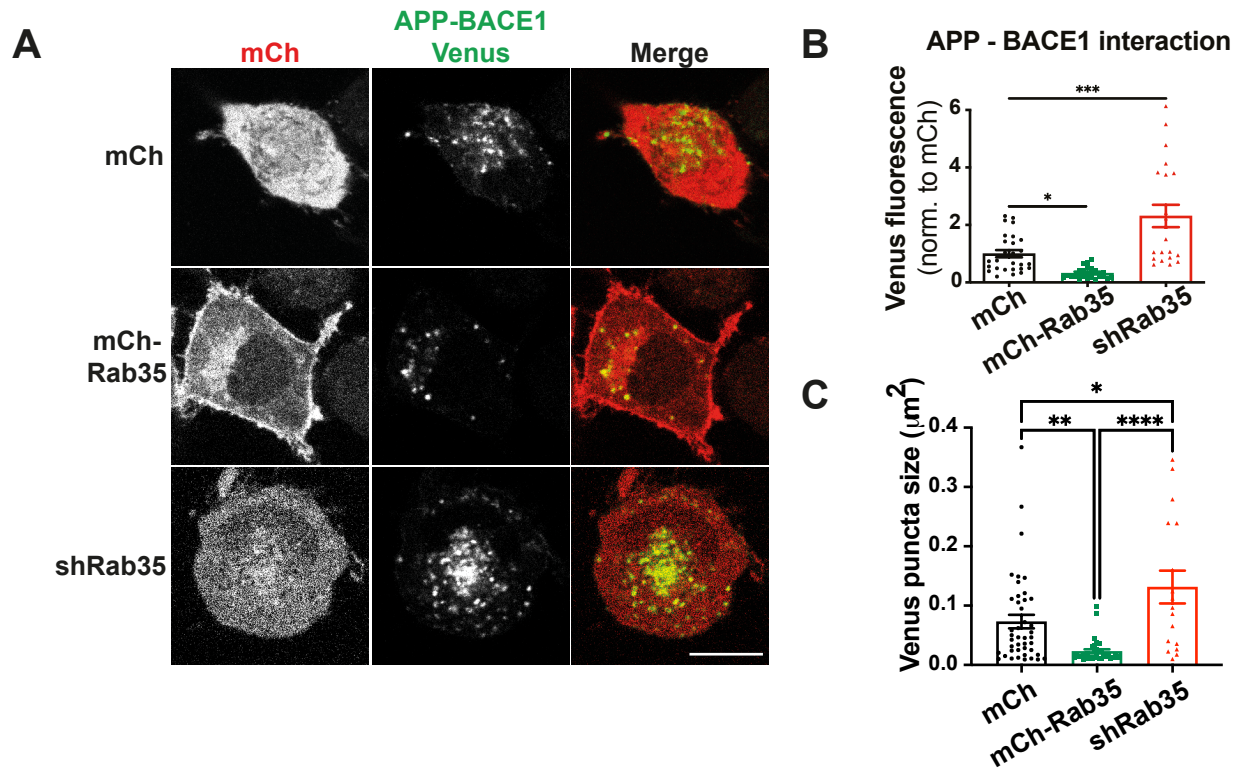 A
mCh
APP-BACE1
Venus
Merge
mCh
mCh-
Rab35
shRab35
B
APP - BACE1 interaction
Venus fluorescence
(norm. to mCh)
6
4
2
0
***
*
mCh
mCh-Rab35
shRab35
C
Venus puncta size (μm²)
0.4
0.3
0.2
0.1
0.0
*
**
****
mCh
mCh-Rab35
shRab35